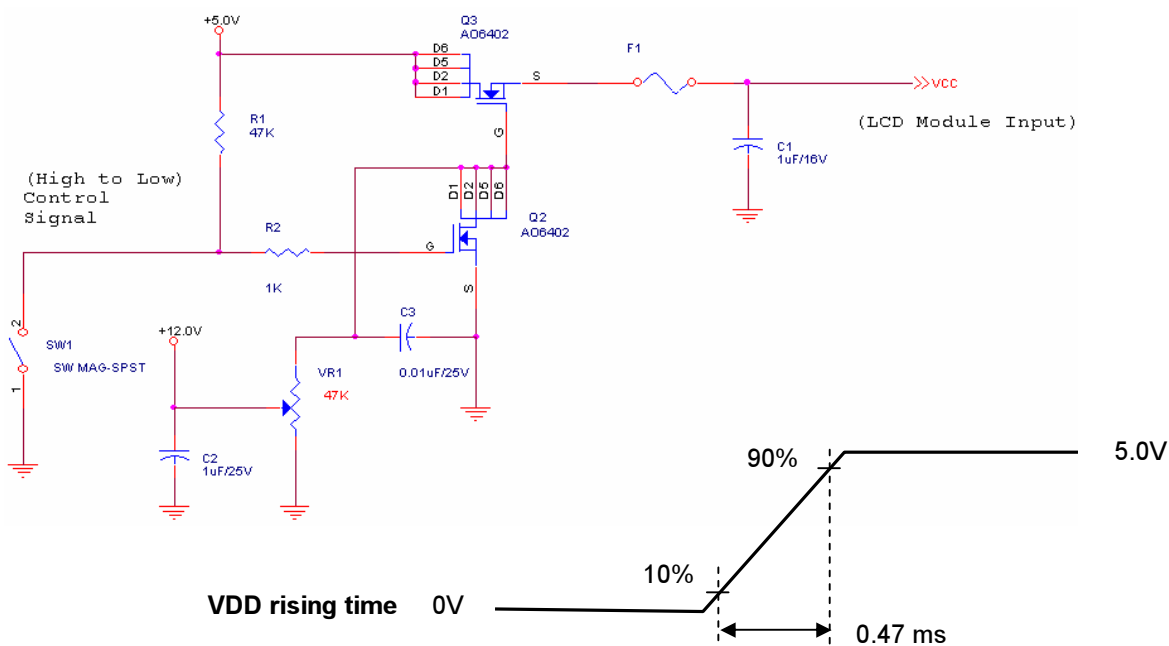 +5.0V
Q3
AO6402
D6
D5
D2
D1
S
G
F1
VCC
(LCD Module Input)
C1
1uF/16V
R1
47K
(High to Low)
Control
Signal
D1
D2
D5
D6
Q2
AO6402
R2
1K
G
S
2
1
SW1
SW MAG-SPST
+12.0V
C3
0.01uF/25V
VR1
47K
C2
1uF/25V
90%
5.0V
10%
VDD rising time 0V
0.47 ms